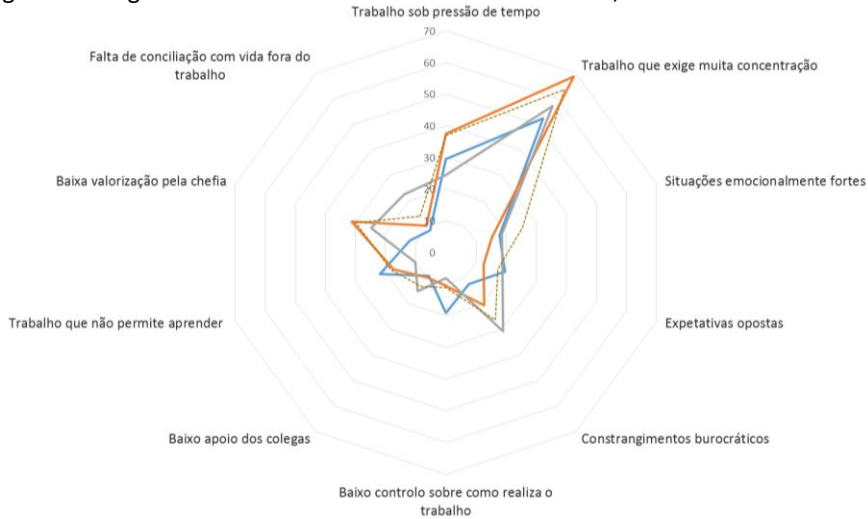 Trabalho sob pressão de tempo
70
60
50
40
30
20
10
0
Trabalho que exige muita concentração
Situações emocionalmente fortes
Expetativas opostas
Constrangimentos burocráticos
Baixo controlo sobre como realiza o
trabalho
Baixo apoio dos colegas
Trabalho que não permite aprender
Baixa valorização pela chefia
Falta de conciliação com vida fora do
trabalho